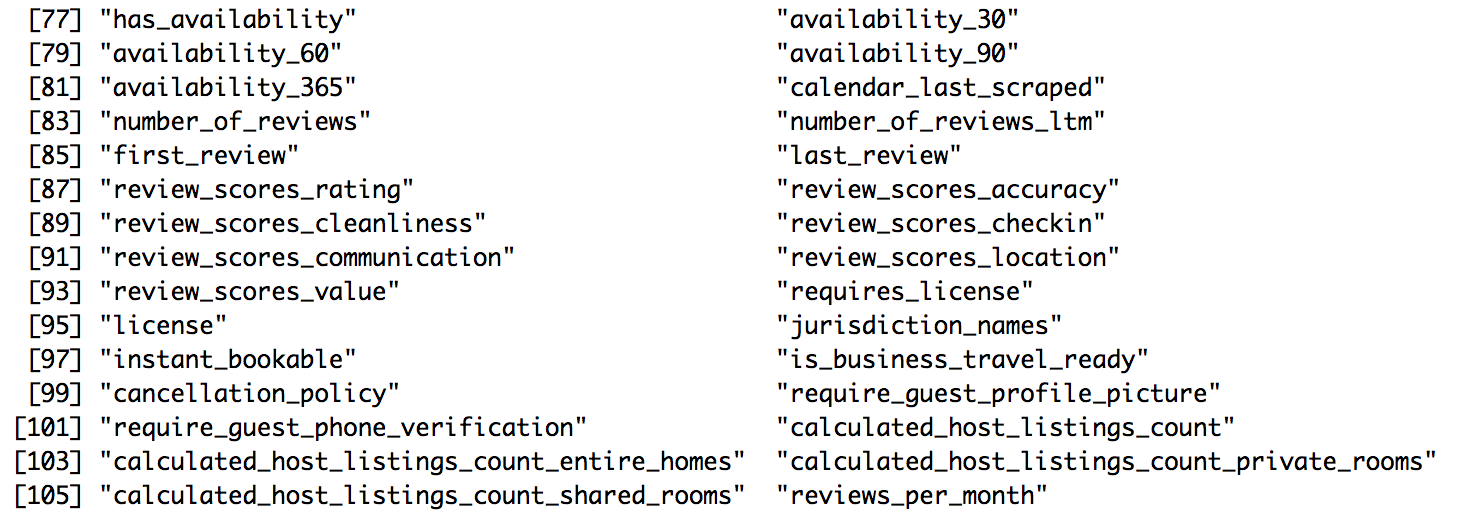 [77] "has_availability" "availability_30"
[79] "availability_60" "availability_90"
[81] "availability_365" "calendar_last_scraped"
[83] "number_of_reviews" "number_of_reviews_ltm"
[85] "first_review" "last_review"
[87] "review_scores_rating" "review_scores_accuracy"
[89] "review_scores_cleanliness" "review_scores_checkin"
[91] "review_scores_communication" "review_scores_location"
[93] "review_scores_value" "requires_license"
[95] "license" "jurisdiction_names"
[97] "instant_bookable" "is_business_travel_ready"
[99] "cancellation_policy" "require_guest_profile_picture"
[101] "require_guest_phone_verification" "calculated_host_listings_count"
[103] "calculated_host_listings_count_entire_homes" "calculated_host_listings_count_private_rooms"
[105] "calculated_host_listings_count_shared_rooms" "reviews_per_month"